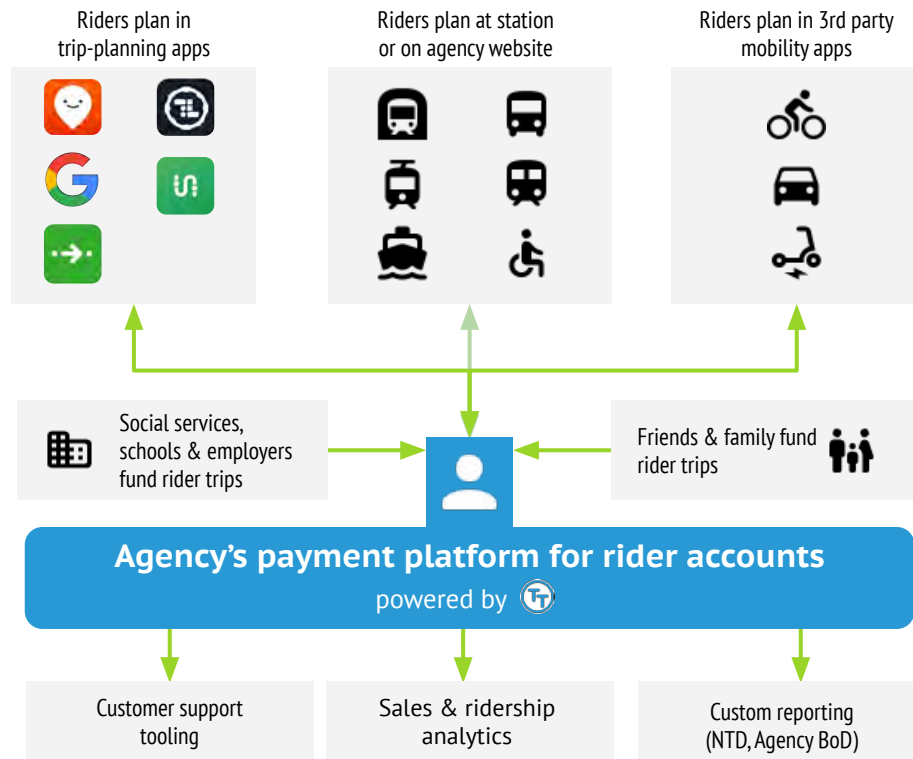 Riders plan in
trip-planning apps
Riders plan at station
or on agency website
Riders plan in 3rd party
mobility apps
Social services,
schools & employers
fund rider trips
Friends & family fund
rider trips
Agency’s payment platform for rider accounts
powered by TT
Customer support
tooling
Sales & ridership
analytics
Custom reporting
(NTD, Agency BoD)